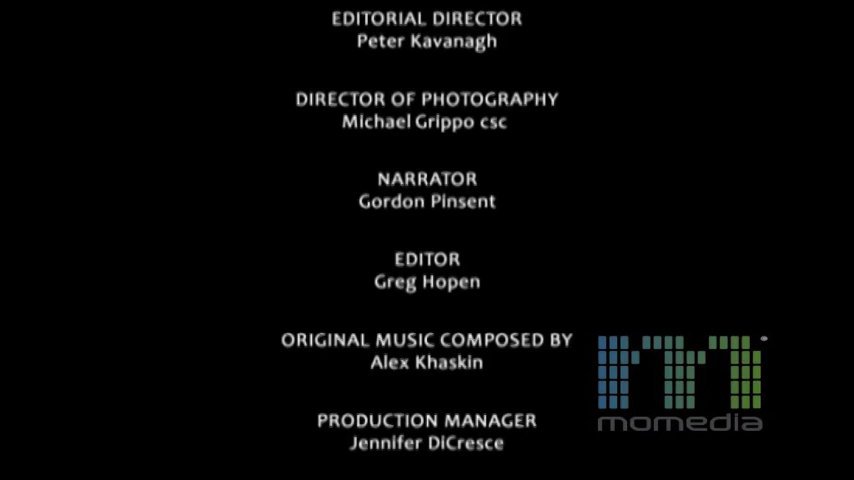 EDITORIAL DIRECTOR
Peter Kavanagh
DIRECTOR OF PHOTOGRAPHY
Michael Grippo csc
NARRATOR
Gordon Pinsent
EDITOR
Greg Hopen
ORIGINAL MUSIC COMPOSED BY
Alex Khaskin
PRODUCTION MANAGER
Jennifer DiCresce
momedia